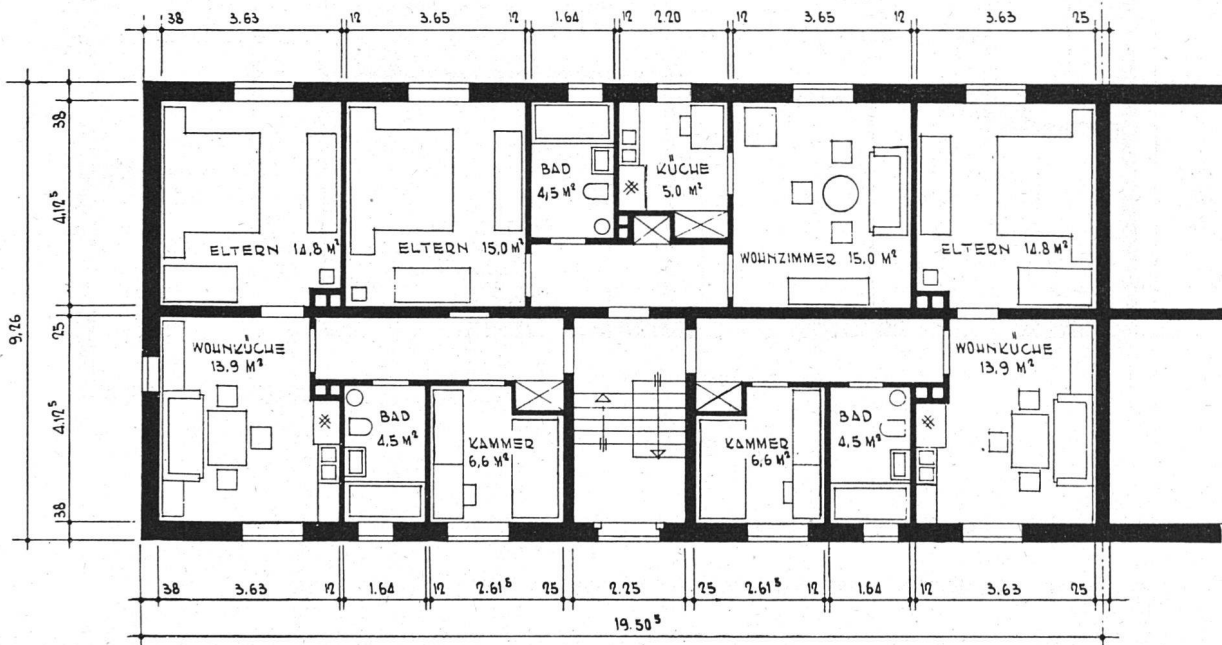 38 3.63 12 3.65 12 1.64 12 2.20 12 3.65 12 3.63 25
9,26
38
4.12⁵
25
4.12⁵
38
ELTERN 14,8 M²
ELTERN 15,0 M²
BAD
4,5 M²
KÜCHE
5,0 M²
WOHNZIMMER 15,0 M²
ELTERN 14.8 M²
WOHNKÜCHE
13,9 M²
BAD
4,5 M²
KAMMER
6,6 M²
KAMMER
6,6 M²
BAD
4,5 M²
WOHNKÜCHE
13,9 M²
38 3.63 12 1.64 12 2.61⁵ 25 2.25 25 2.61⁵ 12 1.64 12 3.63 25
19.50⁵